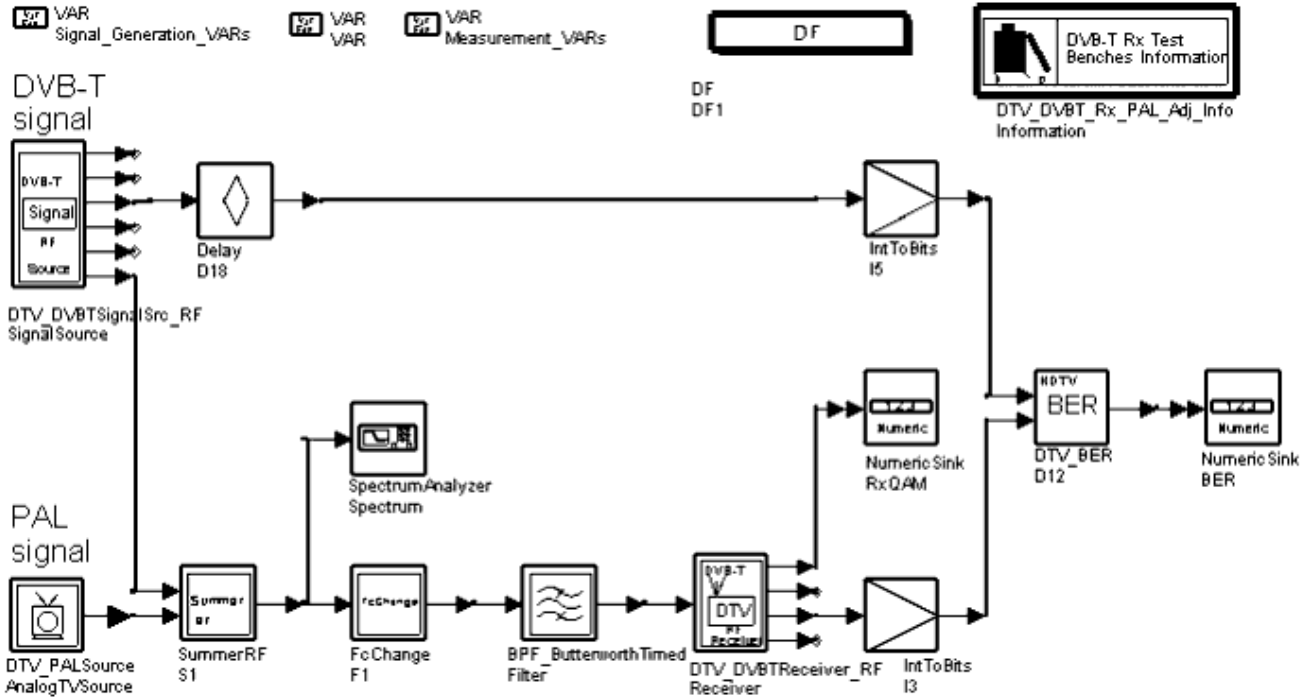 VAR
Signal_Generation_VARs
VAR
VAR
VAR
Measurement_VARs
DF
DF
DF1
DVB-T Rx Test
Benches Information
DTV_DVBT_Rx_PAL_Adj_Info
Information
DVB-T
signal
DVB-T
Signal
RF
Source
DTV_DVBTSignalSrc_RF
SignalSource
Delay
D18
IntToBits
I5
SpectrumAnalyzer
Spectrum
Numeric
NumericSink
RxQAM
HDTV
BER
DTV_BER
D12
Numeric
NumericSink
BER
PAL
signal
DTV_PALSource
AnalogTVSource
Summer
RF
SummerRF
S1
FcChange
FcChange
F1
BPF_ButterworthTimed
Filter
DVB-T
DTV
RF
Receiver
DTV_DVBTReceiver_RF
Receiver
IntToBits
I3